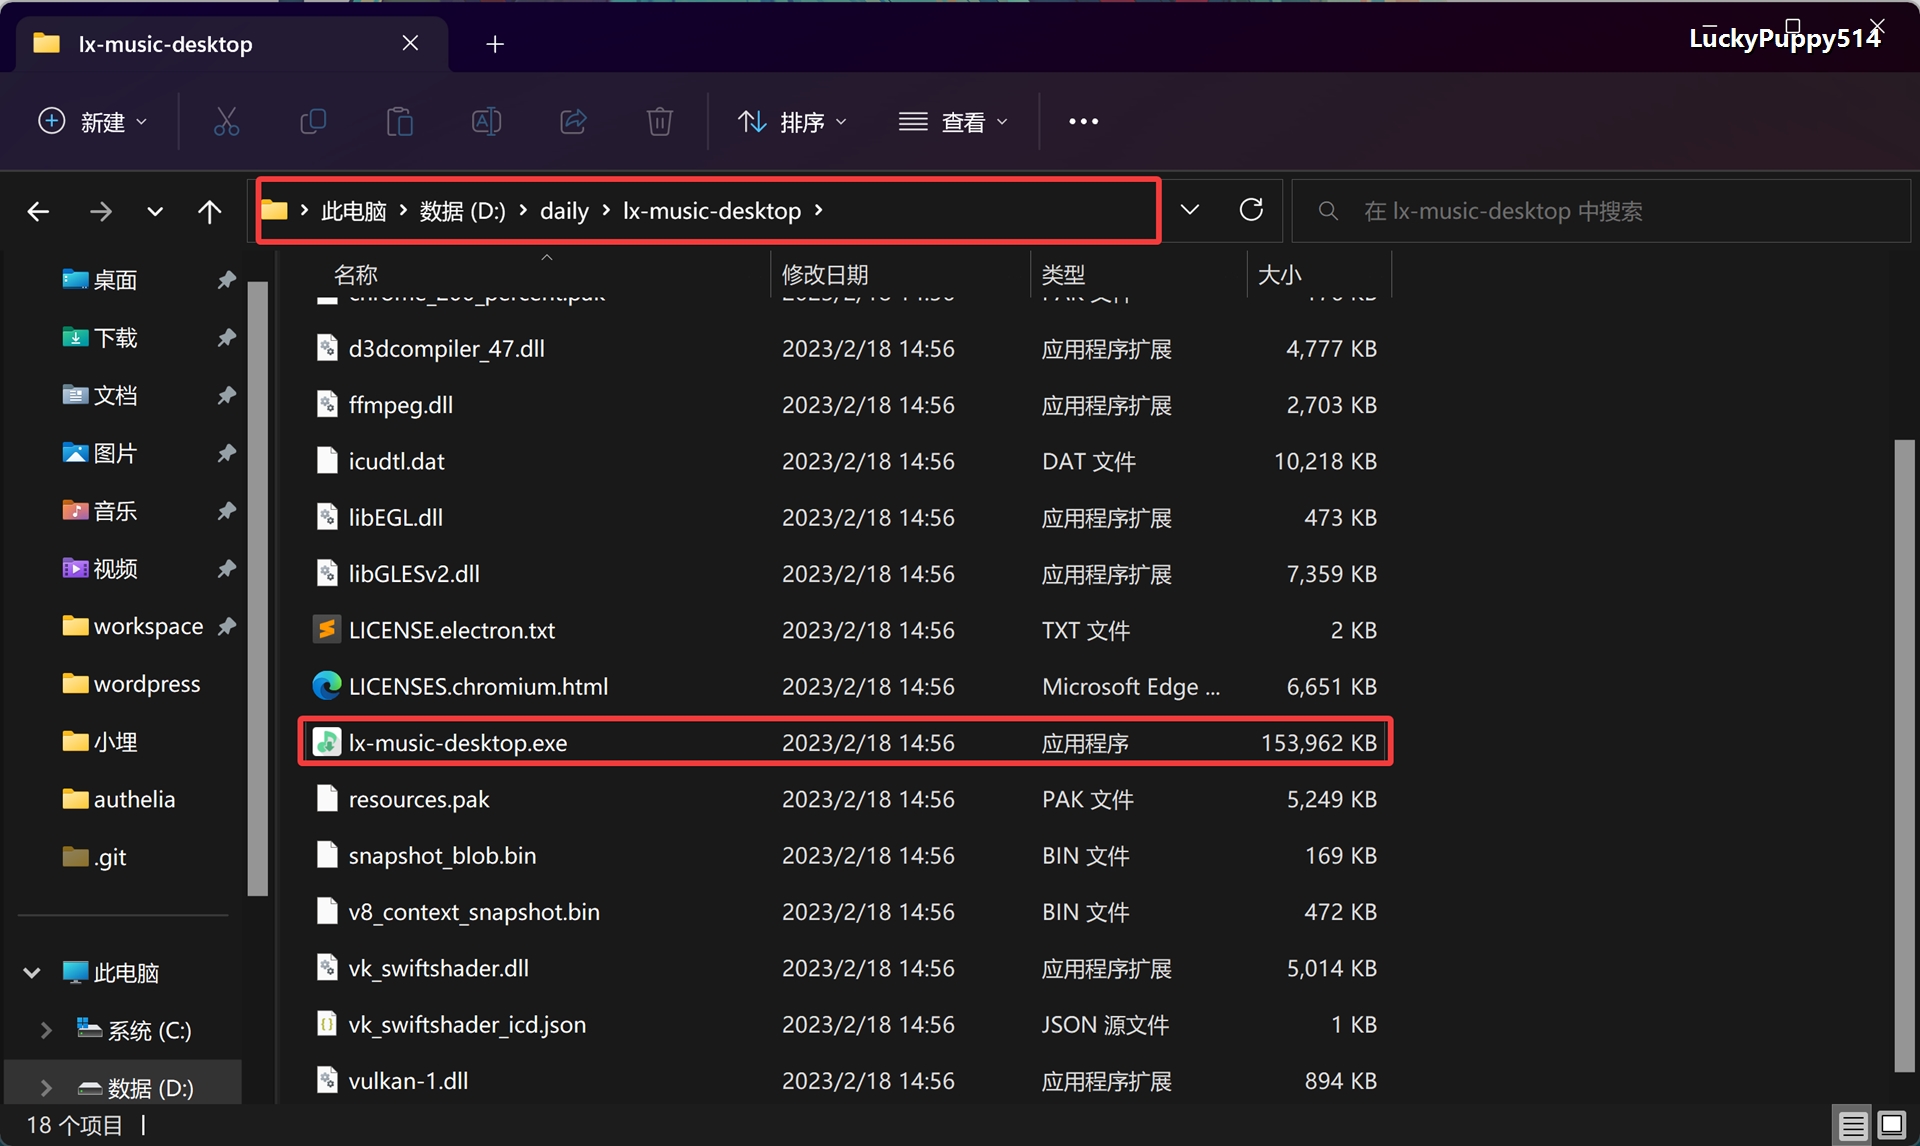 lx-music-desktop
LuckyPuppy514
新建
排序
查看
此电脑 数据 (D:) daily lx-music-desktop
在 lx-music-desktop 中搜索
名称 修改日期 类型 大小
d3dcompiler_47.dll 2023/2/18 14:56 应用程序扩展 4,777 KB
ffmpeg.dll 2023/2/18 14:56 应用程序扩展 2,703 KB
icudtl.dat 2023/2/18 14:56 DAT 文件 10,218 KB
libEGL.dll 2023/2/18 14:56 应用程序扩展 473 KB
libGLESv2.dll 2023/2/18 14:56 应用程序扩展 7,359 KB
LICENSE.electron.txt 2023/2/18 14:56 TXT 文件 2 KB
LICENSES.chromium.html 2023/2/18 14:56 Microsoft Edge ... 6,651 KB
lx-music-desktop.exe 2023/2/18 14:56 应用程序 153,962 KB
resources.pak 2023/2/18 14:56 PAK 文件 5,249 KB
snapshot_blob.bin 2023/2/18 14:56 BIN 文件 169 KB
v8_context_snapshot.bin 2023/2/18 14:56 BIN 文件 472 KB
vk_swiftshader.dll 2023/2/18 14:56 应用程序扩展 5,014 KB
vk_swiftshader_icd.json 2023/2/18 14:56 JSON 源文件 1 KB
vulkan-1.dll 2023/2/18 14:56 应用程序扩展 894 KB
桌面
下载
文档
图片
音乐
视频
workspace
wordpress
小埋
authelia
.git
此电脑
系统 (C:)
数据 (D:)
18 个项目